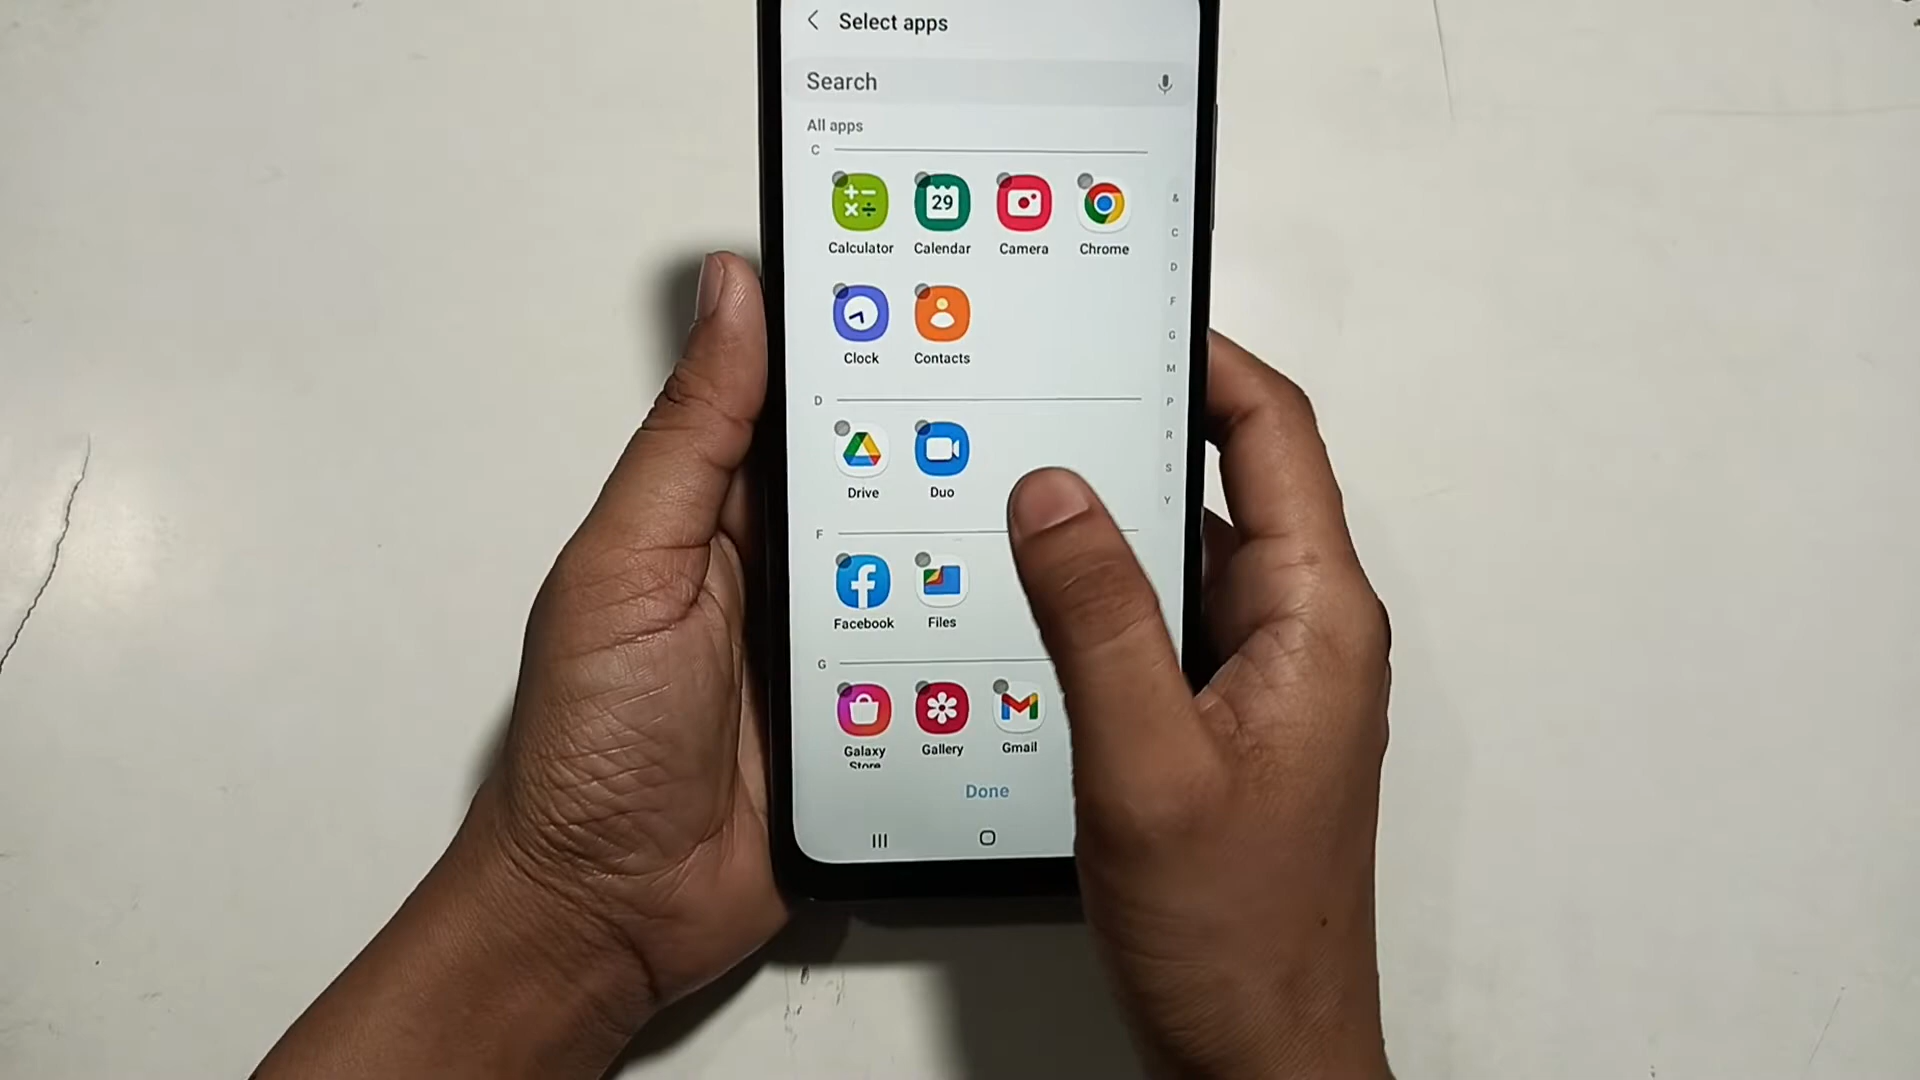 Select apps
Search
All apps
C
29
Calculator Calendar Camera Chrome
Clock Contacts
D
Drive Duo
F
Facebook Files
G
Galaxy Store Gallery Gmail
Done
&
C
D
F
G
M
P
R
S
Y